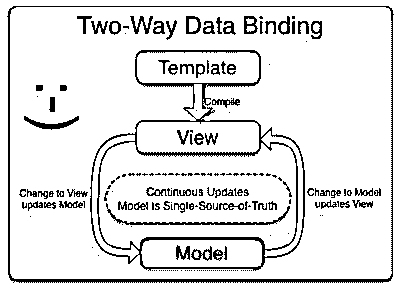 Two-Way Data Binding
Template
Compile
View
Continuous Updates
Model is Single-Source-of-Truth
Change to View
updates Model
Change to Model
updates View
Model